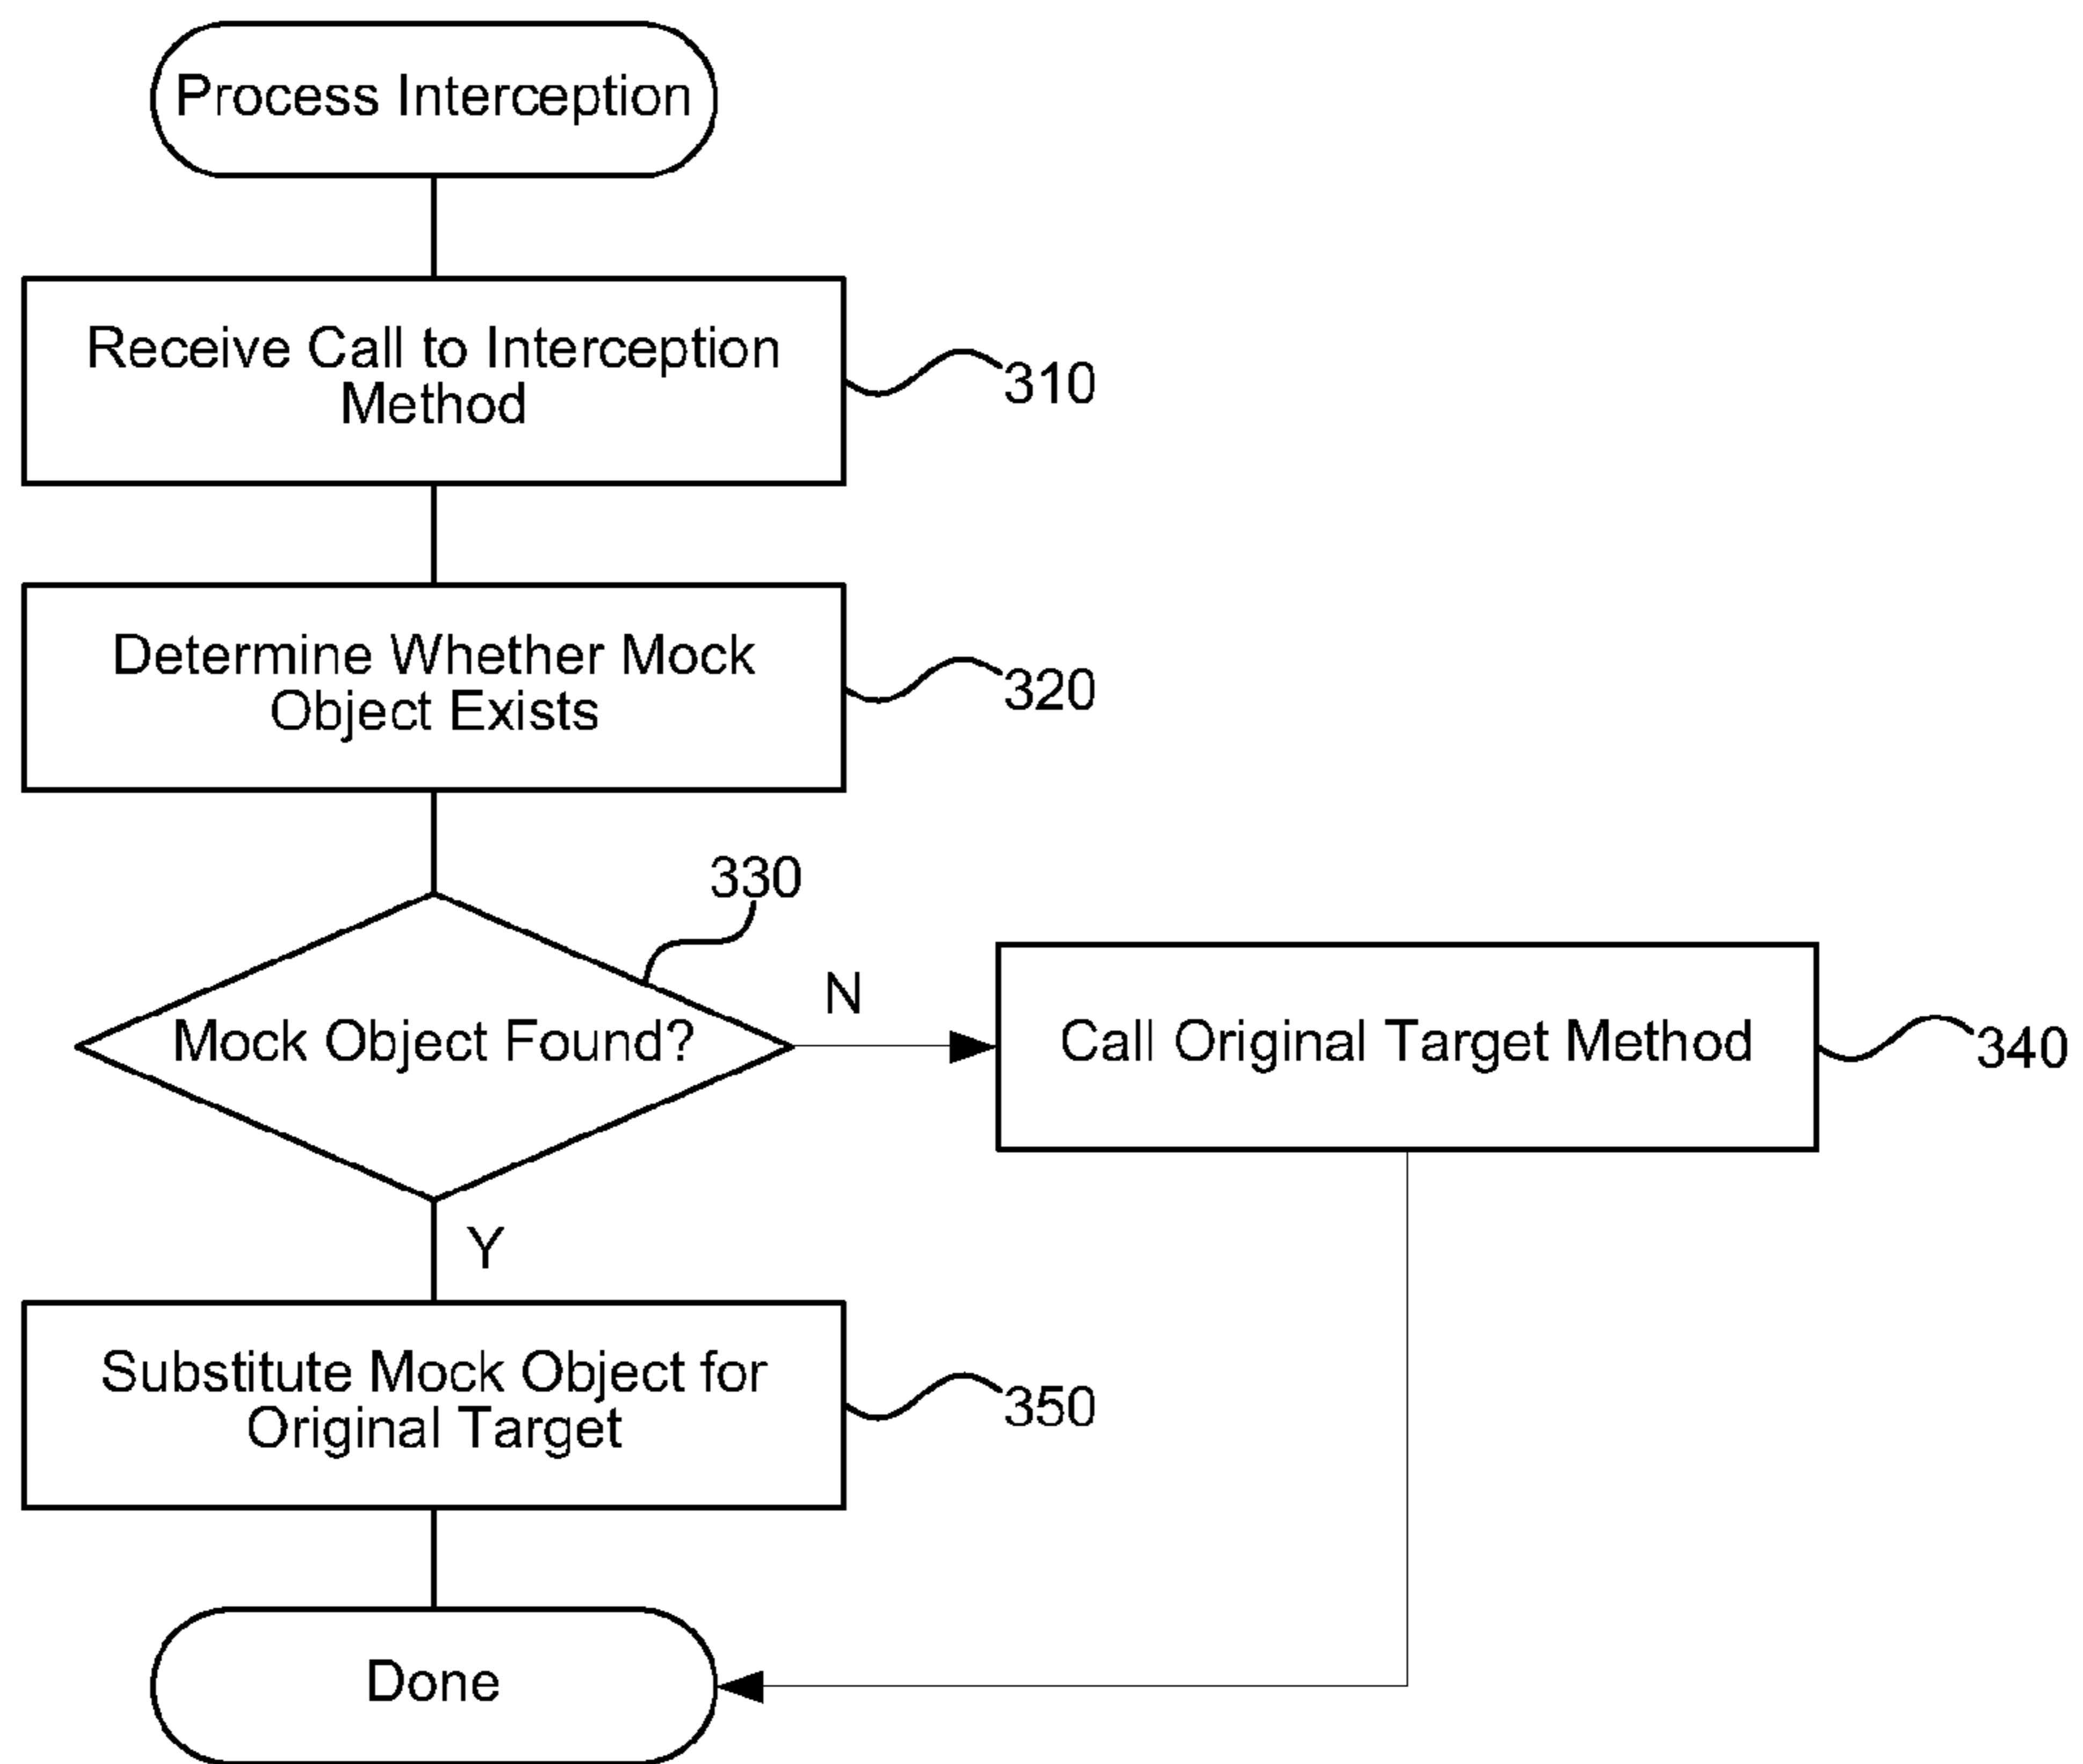 Process Interception
Receive Call to Interception
Method
310
Determine Whether Mock
Object Exists
320
330
Mock Object Found?
N
Call Original Target Method
340
Y
Substitute Mock Object for
Original Target
350
Done